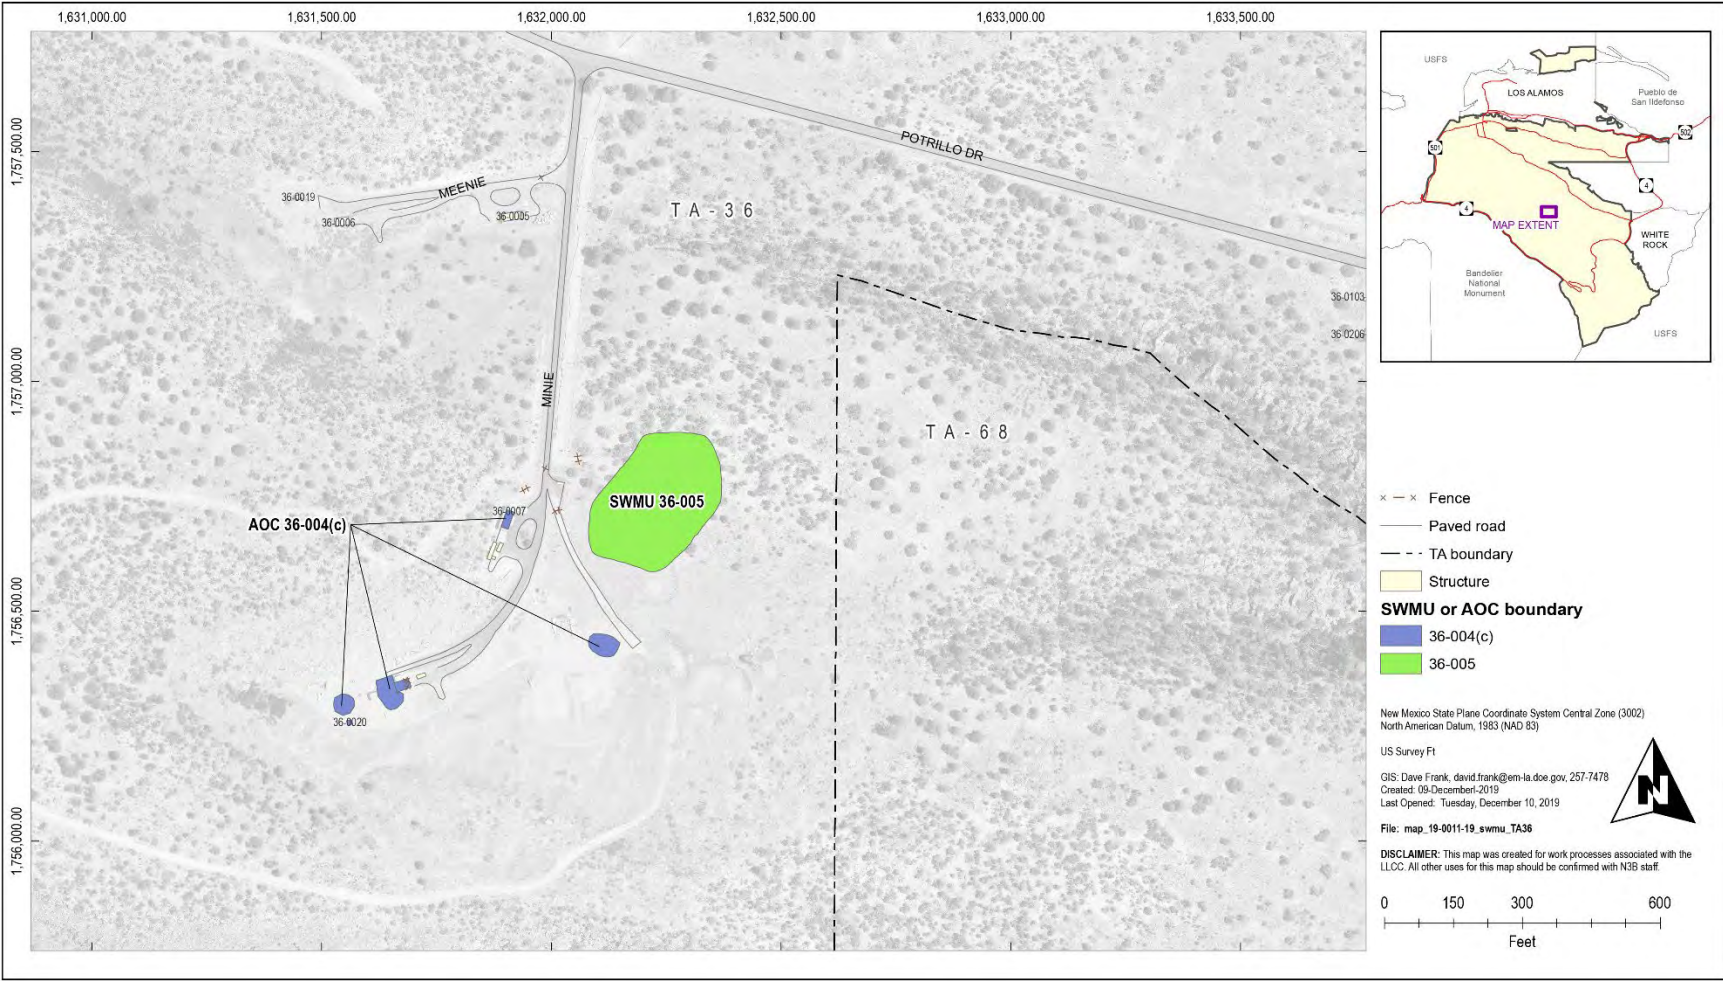 1,631,000.00
1,631,500.00
1,632,000.00
1,632,500.00
1,633,000.00
1,633,500.00
1,757,500.00
1,757,000.00
1,756,500.00
1,756,000.00
POTRILLO DR
MEENIE
36-0019
36-0006
36-0005
TA-36
36-0103
36-0206
MINIE
TA-68
SWMU 36-005
36-0007
AOC 36-004(c)
36-0020
USFS
LOS ALAMOS
Pueblo de
San Ildefonso
502
501
4
4
MAP EXTENT
WHITE
ROCK
Bandelier
National
Monument
USFS
Fence
Paved road
TA boundary
Structure
SWMU or AOC boundary
36-004(c)
36-005
New Mexico State Plane Coordinate System Central Zone (3002)
North American Datum, 1983 (NAD 83)
US Survey Ft
GIS: Dave Frank, david.frank@em-la.doe.gov, 257-7478
Created: 09-Decemberl-2019
Last Opened: Tuesday, December 10, 2019
N
File: map_19-0011-19_swmu_TA36
DISCLAIMER: This map was created for work processes associated with the
LLCC. All other uses for this map should be confirmed with N3B staff.
0 150 300 600
Feet